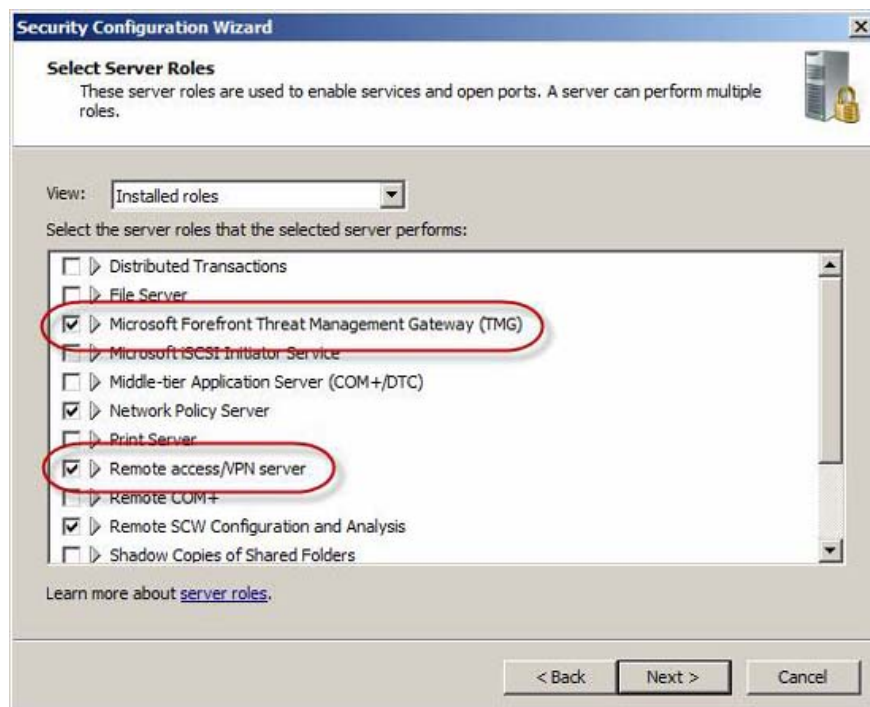 Security Configuration Wizard
Select Server Roles
These server roles are used to enable services and open ports. A server can perform multiple
roles.
View:
Installed roles
Select the server roles that the selected server performs:
Distributed Transactions
File Server
Microsoft Forefront Threat Management Gateway (TMG)
Microsoft iSCSI Initiator Service
Middle-tier Application Server (COM+/DTC)
Network Policy Server
Print Server
Remote access/VPN server
Remote COM+
Remote SCW Configuration and Analysis
Shadow Copies of Shared Folders
Learn more about server roles.
< Back Next > Cancel